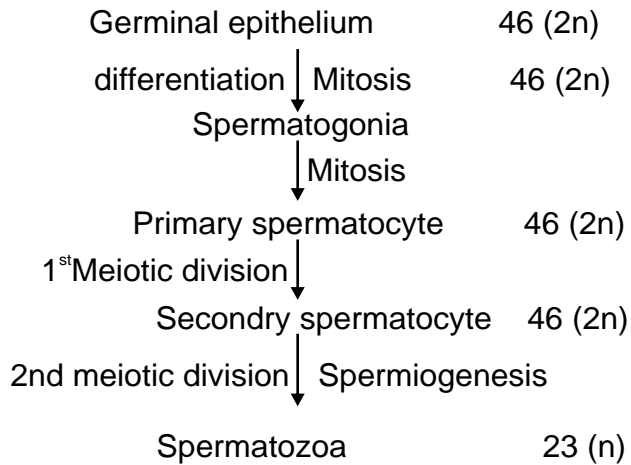 Germinal epithelium 46 (2n)
differentiation Mitosis 46 (2n)
Spermatogonia
Mitosis
Primary spermatocyte 46 (2n)
1st Meiotic division
Secondry spermatocyte 46 (2n)
2nd meiotic division Spermiogenesis
Spermatozoa 23 (n)